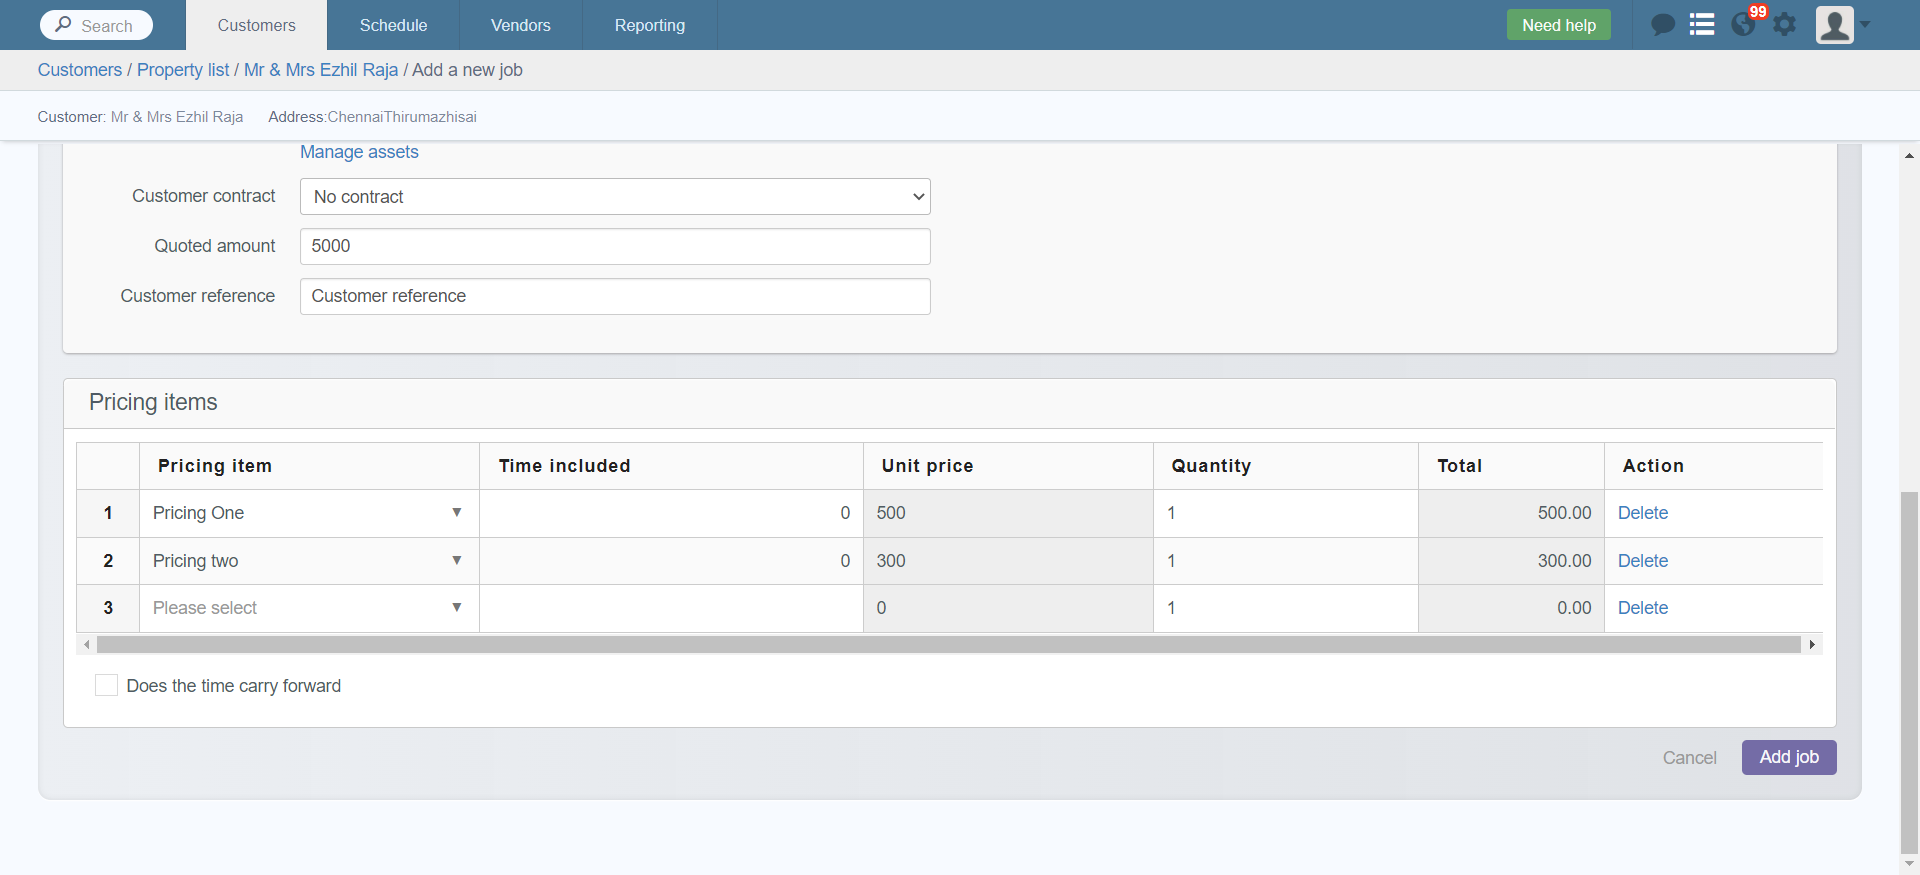 Search
Customers
Schedule
Vendors
Reporting
Need help
99
Customers / Property list / Mr & Mrs Ezhil Raja / Add a new job
Customer: Mr & Mrs Ezhil Raja Address:ChennaiThirumazhisai
Manage assets
Customer contract No contract
Quoted amount 5000
Customer reference Customer reference
Pricing items
Pricing item Time included Unit price Quantity Total Action
1 Pricing One 0 500 1 500.00 Delete
2 Pricing two 0 300 1 300.00 Delete
3 Please select 0 1 0.00 Delete
Does the time carry forward
Cancel Add job